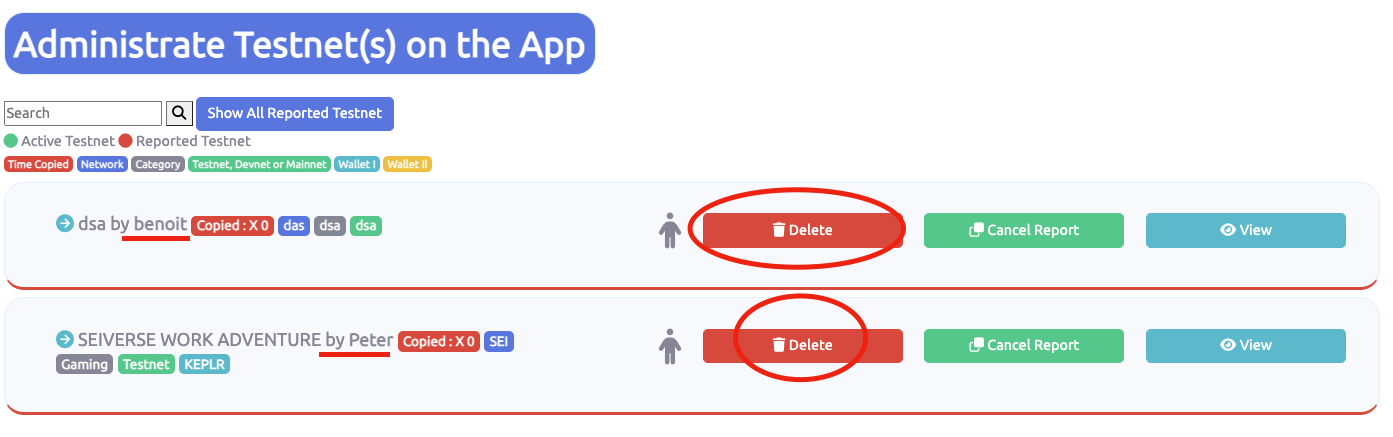 Administrate Testnet(s) on the App
Search Show All Reported Testnet
Active Testnet Reported Testnet
Time Copied Network Category Testnet, Devnet or Mainnet Wallet I Wallet II
dsa by benoit Copied : X 0 das dsa dsa Delete Cancel Report View
SEIVERSE WORK ADVENTURE by Peter Copied : X 0 SEI Delete Cancel Report View
Gaming Testnet KEPLR